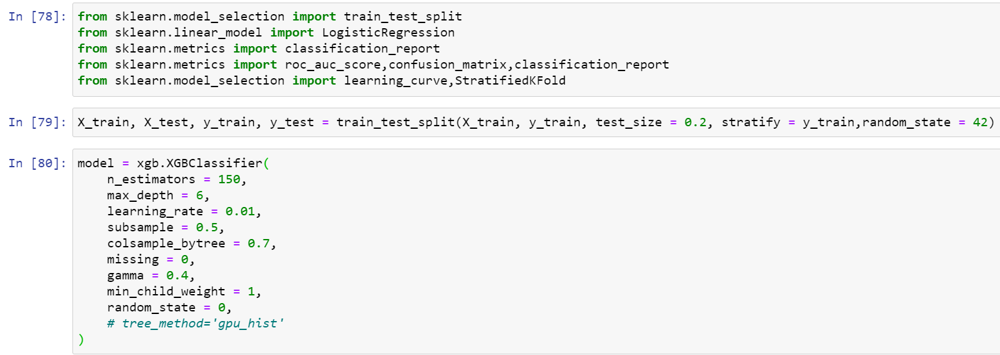 In [78]: from sklearn.model_selection import train_test_split
from sklearn.linear_model import LogisticRegression
from sklearn.metrics import classification_report
from sklearn.metrics import roc_auc_score,confusion_matrix,classification_report
from sklearn.model_selection import learning_curve,StratifiedKFold
In [79]: X_train, X_test, y_train, y_test = train_test_split(X_train, y_train, test_size = 0.2, stratify = y_train,random_state = 42)
In [80]: model = xgb.XGBClassifier(
    n_estimators = 150,
    max_depth = 6,
    learning_rate = 0.01,
    subsample = 0.5,
    colsample_bytree = 0.7,
    missing = 0,
    gamma = 0.4,
    min_child_weight = 1,
    random_state = 0,
    # tree_method='gpu_hist'
)